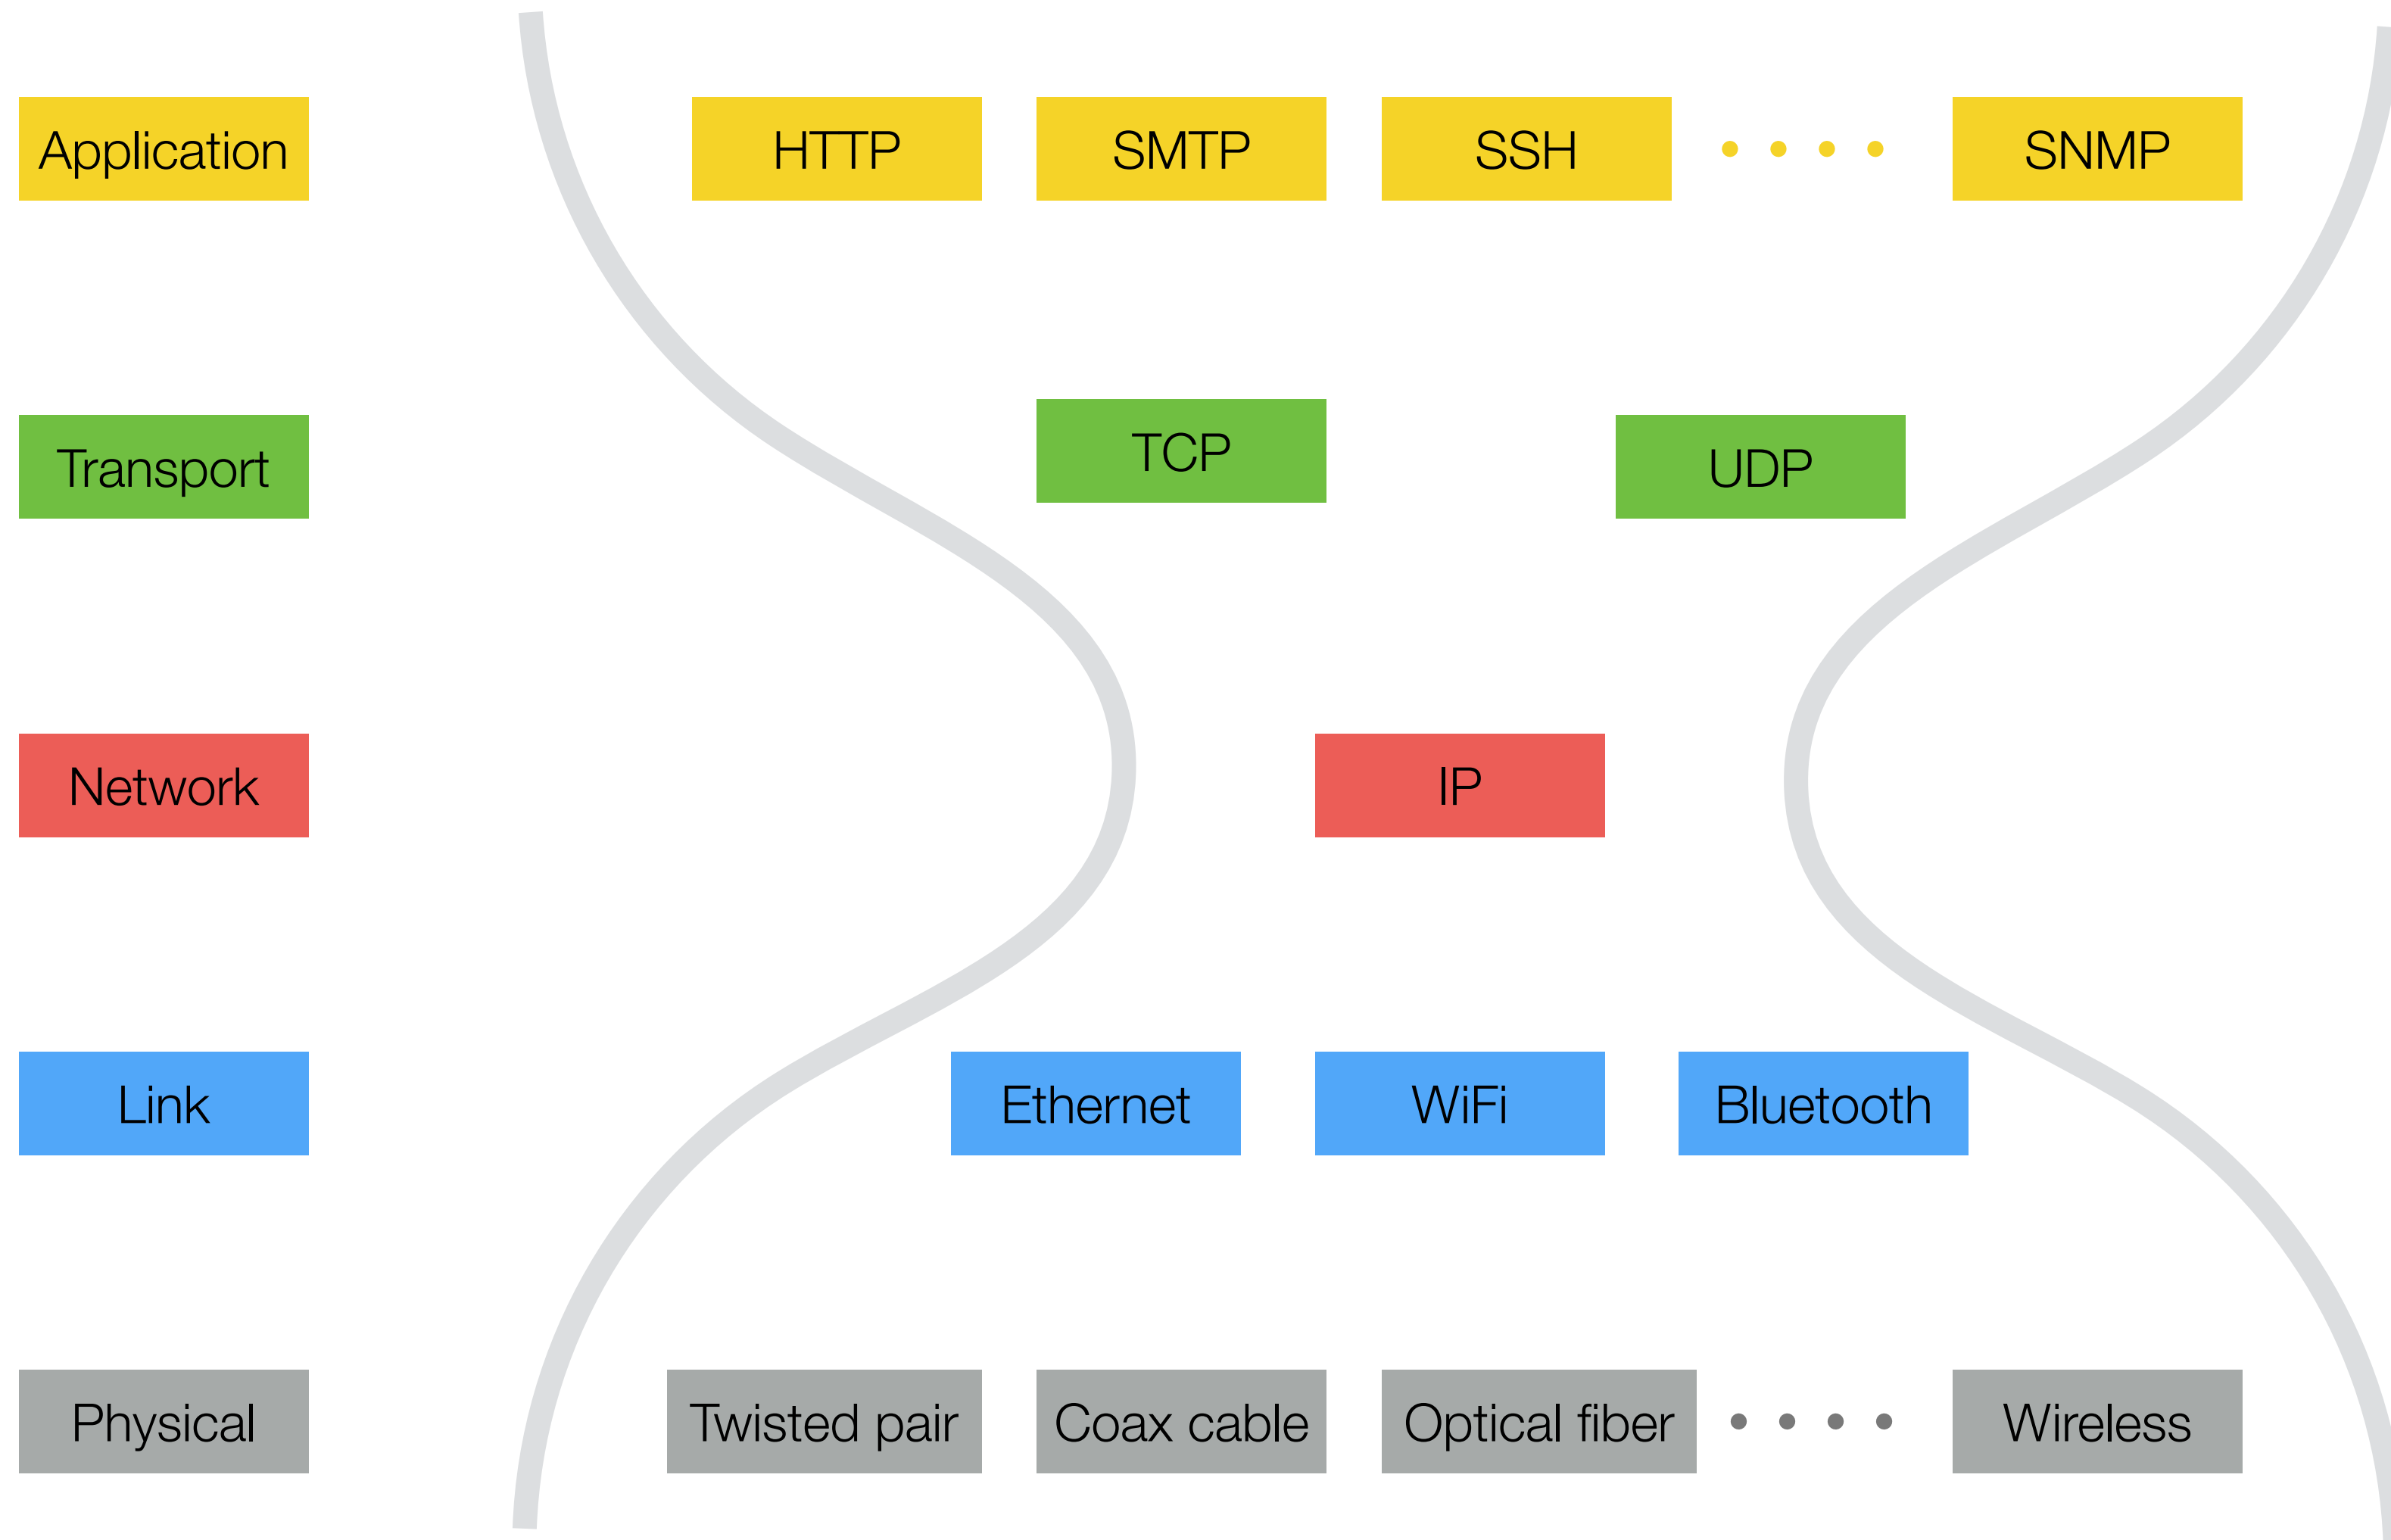 Application
HTTP
SMTP
SSH
SNMP
Transport
TCP
UDP
Network
IP
Link
Ethernet
WiFi
Bluetooth
Physical
Twisted pair
Coax cable
Optical fiber
Wireless